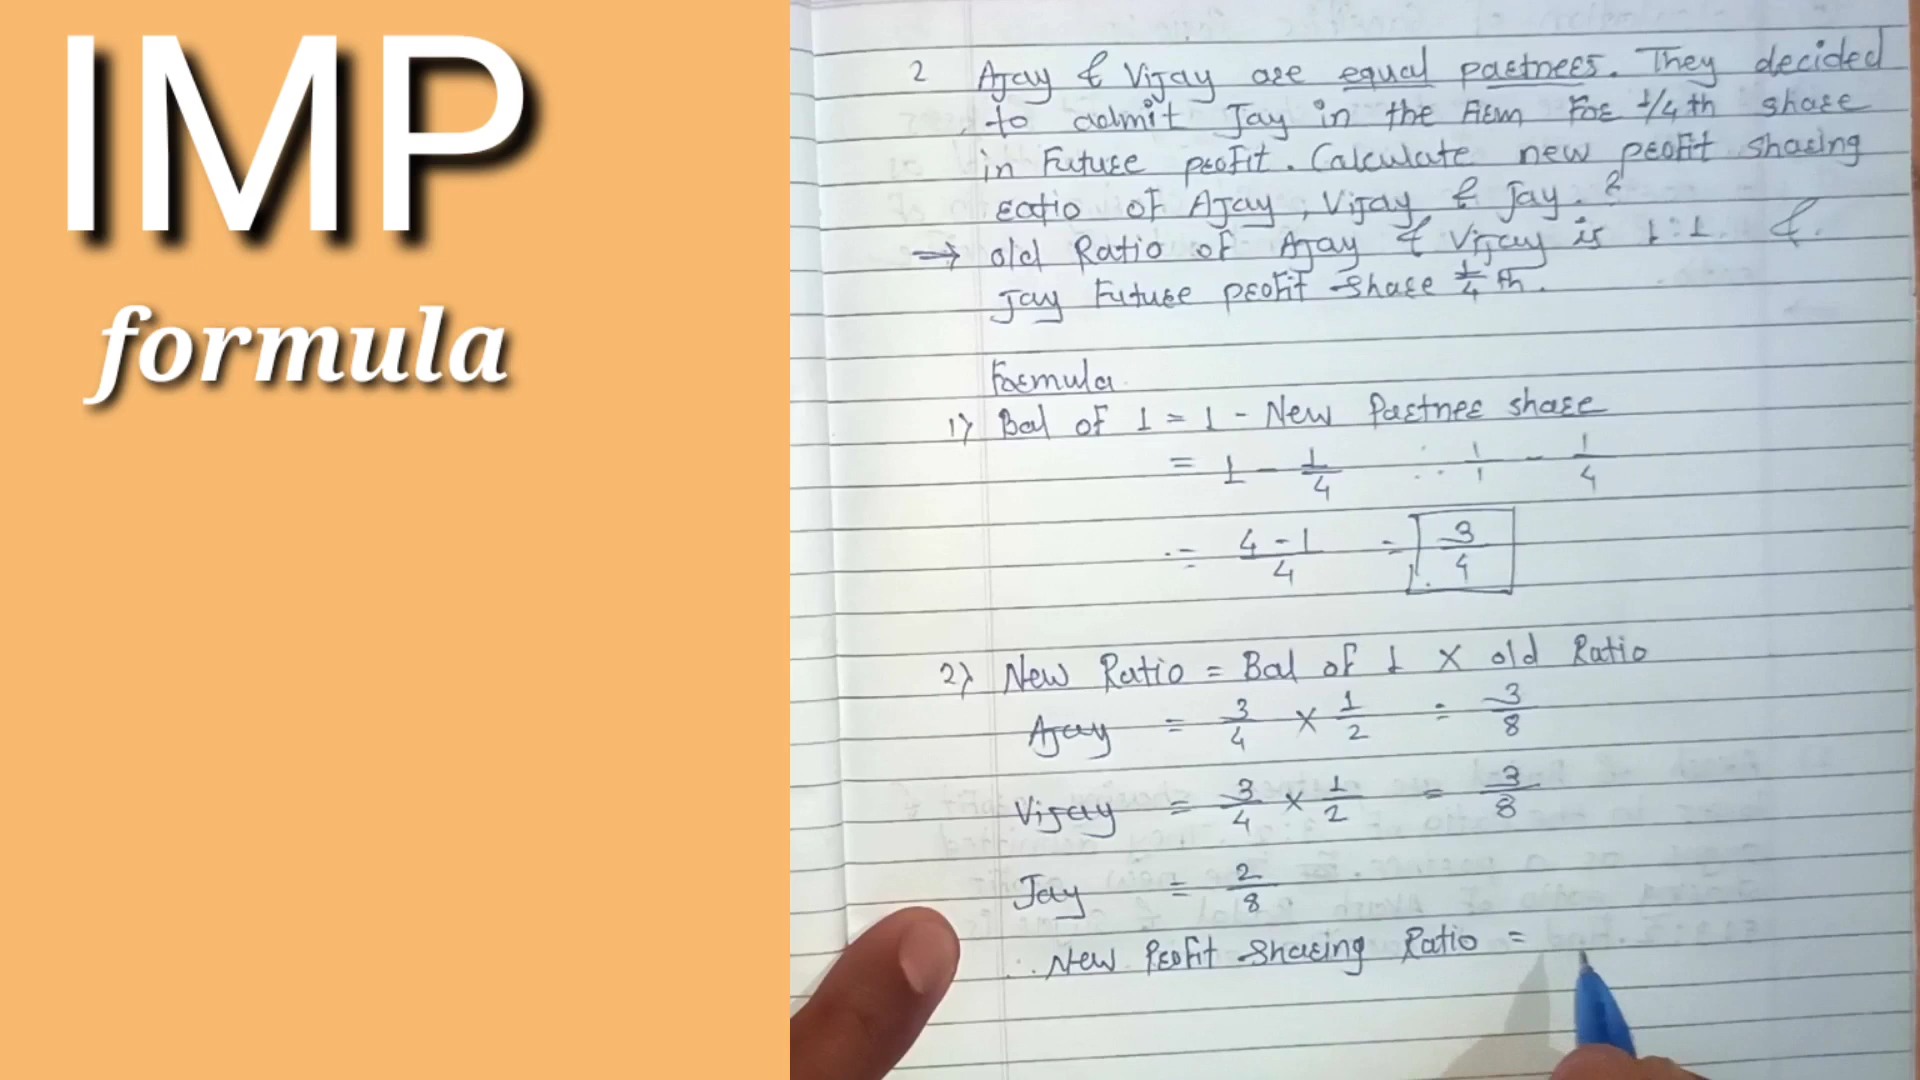 IMP
formula
2 Ajay & Vijay are equal partners. They decided
to admit Jay in the Firm For 1/4 th share
in Future profit. Calculate new profit sharing
ratio of Ajay, Vijay & Jay. ?
→ old Ratio of Ajay & Vijay is 1:1 &.
Jay Future profit share 1/4 th.
Formula
1) Bal of 1 = 1 - New Partner share
= 1 - 1/4 ∴ 1/1 - 1/4
∴ = 4-1/4 = 3/4
2) New Ratio = Bal of 1 X old Ratio
Ajay = 3/4 X 1/2 = 3/8
Vijay = 3/4 X 1/2 = 3/8
Jay = 2/8
∴ New Profit Sharing Ratio =